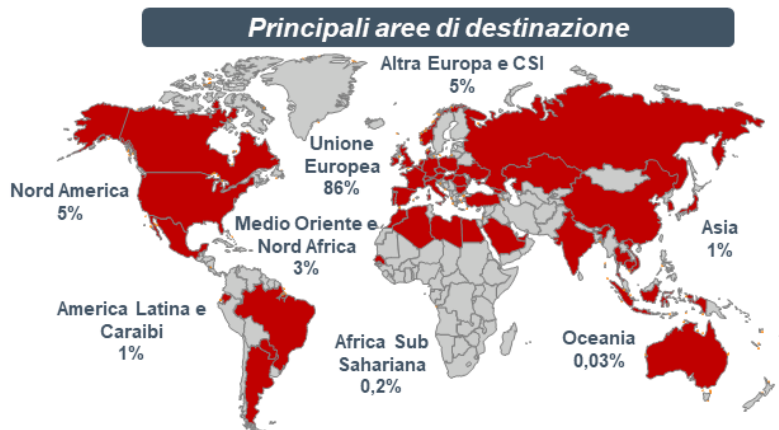 Principali aree di destinazione
Altra Europa e CSI
5%
Unione
Europea
86%
Nord America
5%
Medio Oriente e
Nord Africa
3%
Asia
1%
America Latina e
Caraibi
1%
Africa Sub
Sahariana
0,2%
Oceania
0,03%